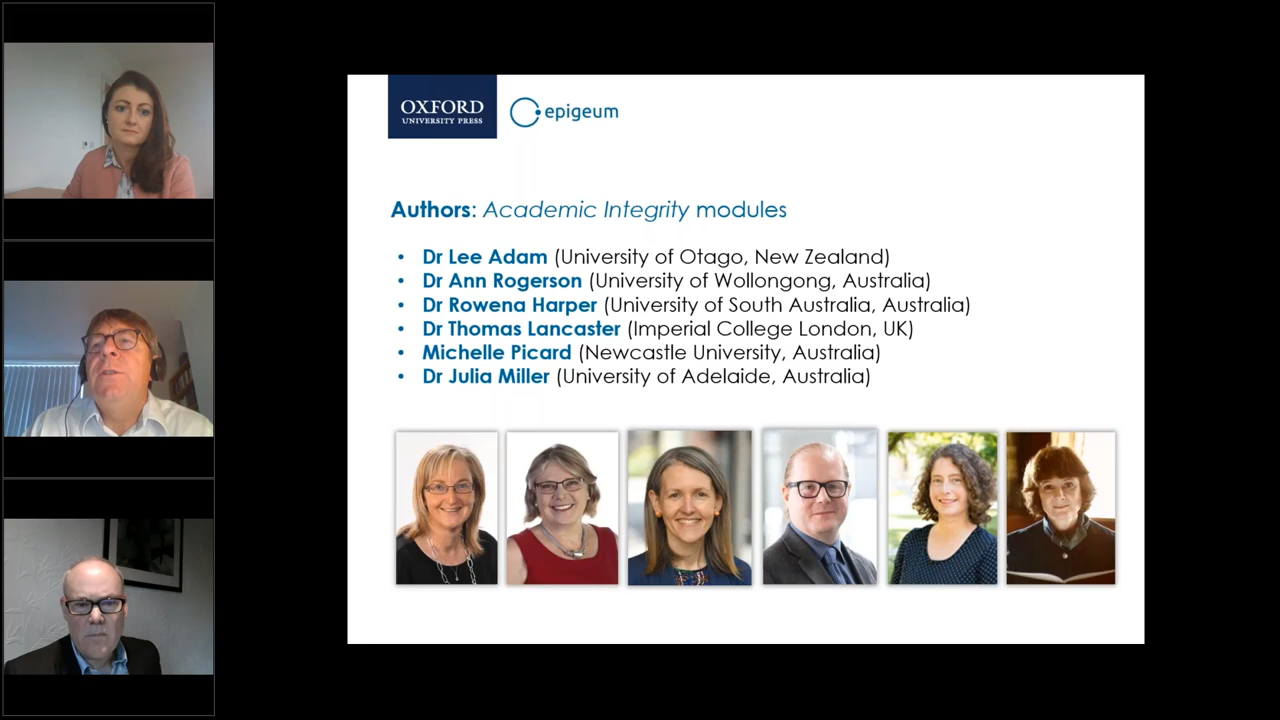 OXFORD
UNIVERSITY PRESS
epigeum
Authors: Academic Integrity modules
• Dr Lee Adam (University of Otago, New Zealand)
• Dr Ann Rogerson (University of Wollongong, Australia)
• Dr Rowena Harper (University of South Australia, Australia)
• Dr Thomas Lancaster (Imperial College London, UK)
• Michelle Picard (Newcastle University, Australia)
• Dr Julia Miller (University of Adelaide, Australia)